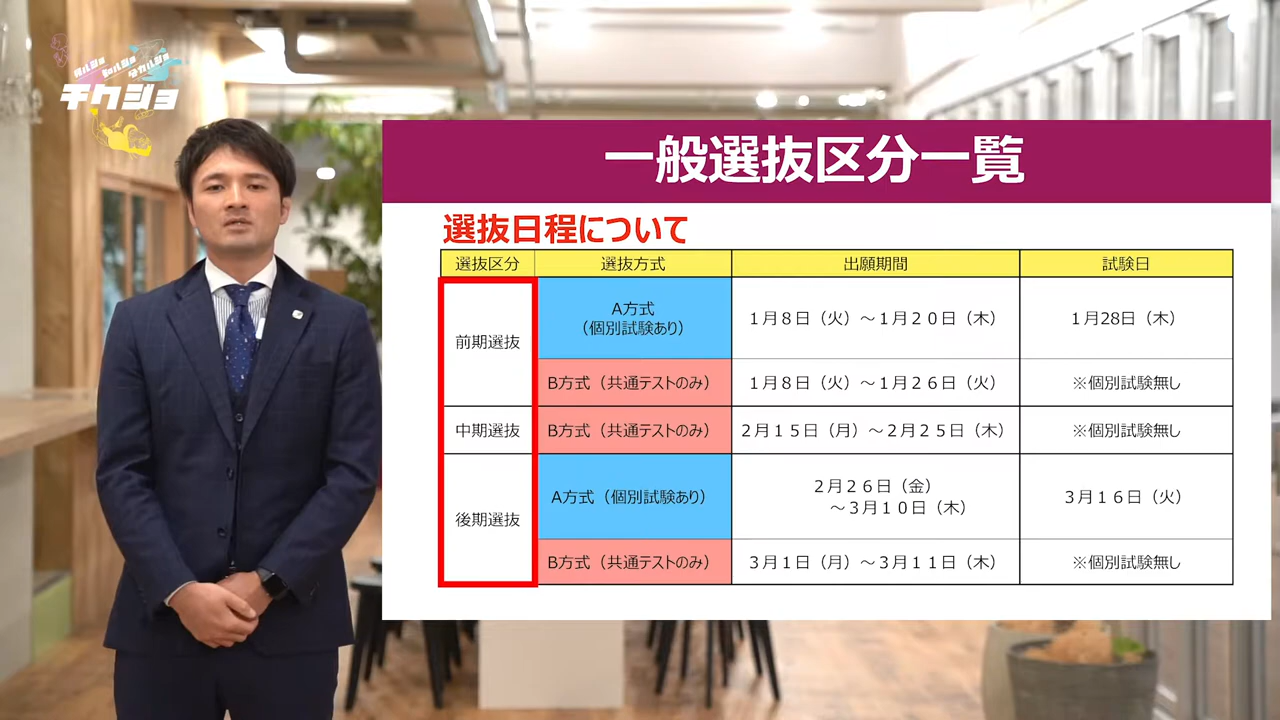 チクジョ
一般選抜区分一覧
選抜日程について
選抜区分 選抜方式 出願期間 試験日
前期選抜
A方式
（個別試験あり）
１月８日（火）～１月２０日（木）
１月28日（木）
B方式（共通テストのみ）
１月８日（火）～１月２６日（火）
※個別試験無し
中期選抜
B方式（共通テストのみ）
２月１５日（月）～２月２５日（木）
※個別試験無し
後期選抜
A方式（個別試験あり）
２月２６日（金）
～３月１０日（木）
３月１６日（火）
B方式（共通テストのみ）
３月１日（月）～３月１１日（木）
※個別試験無し